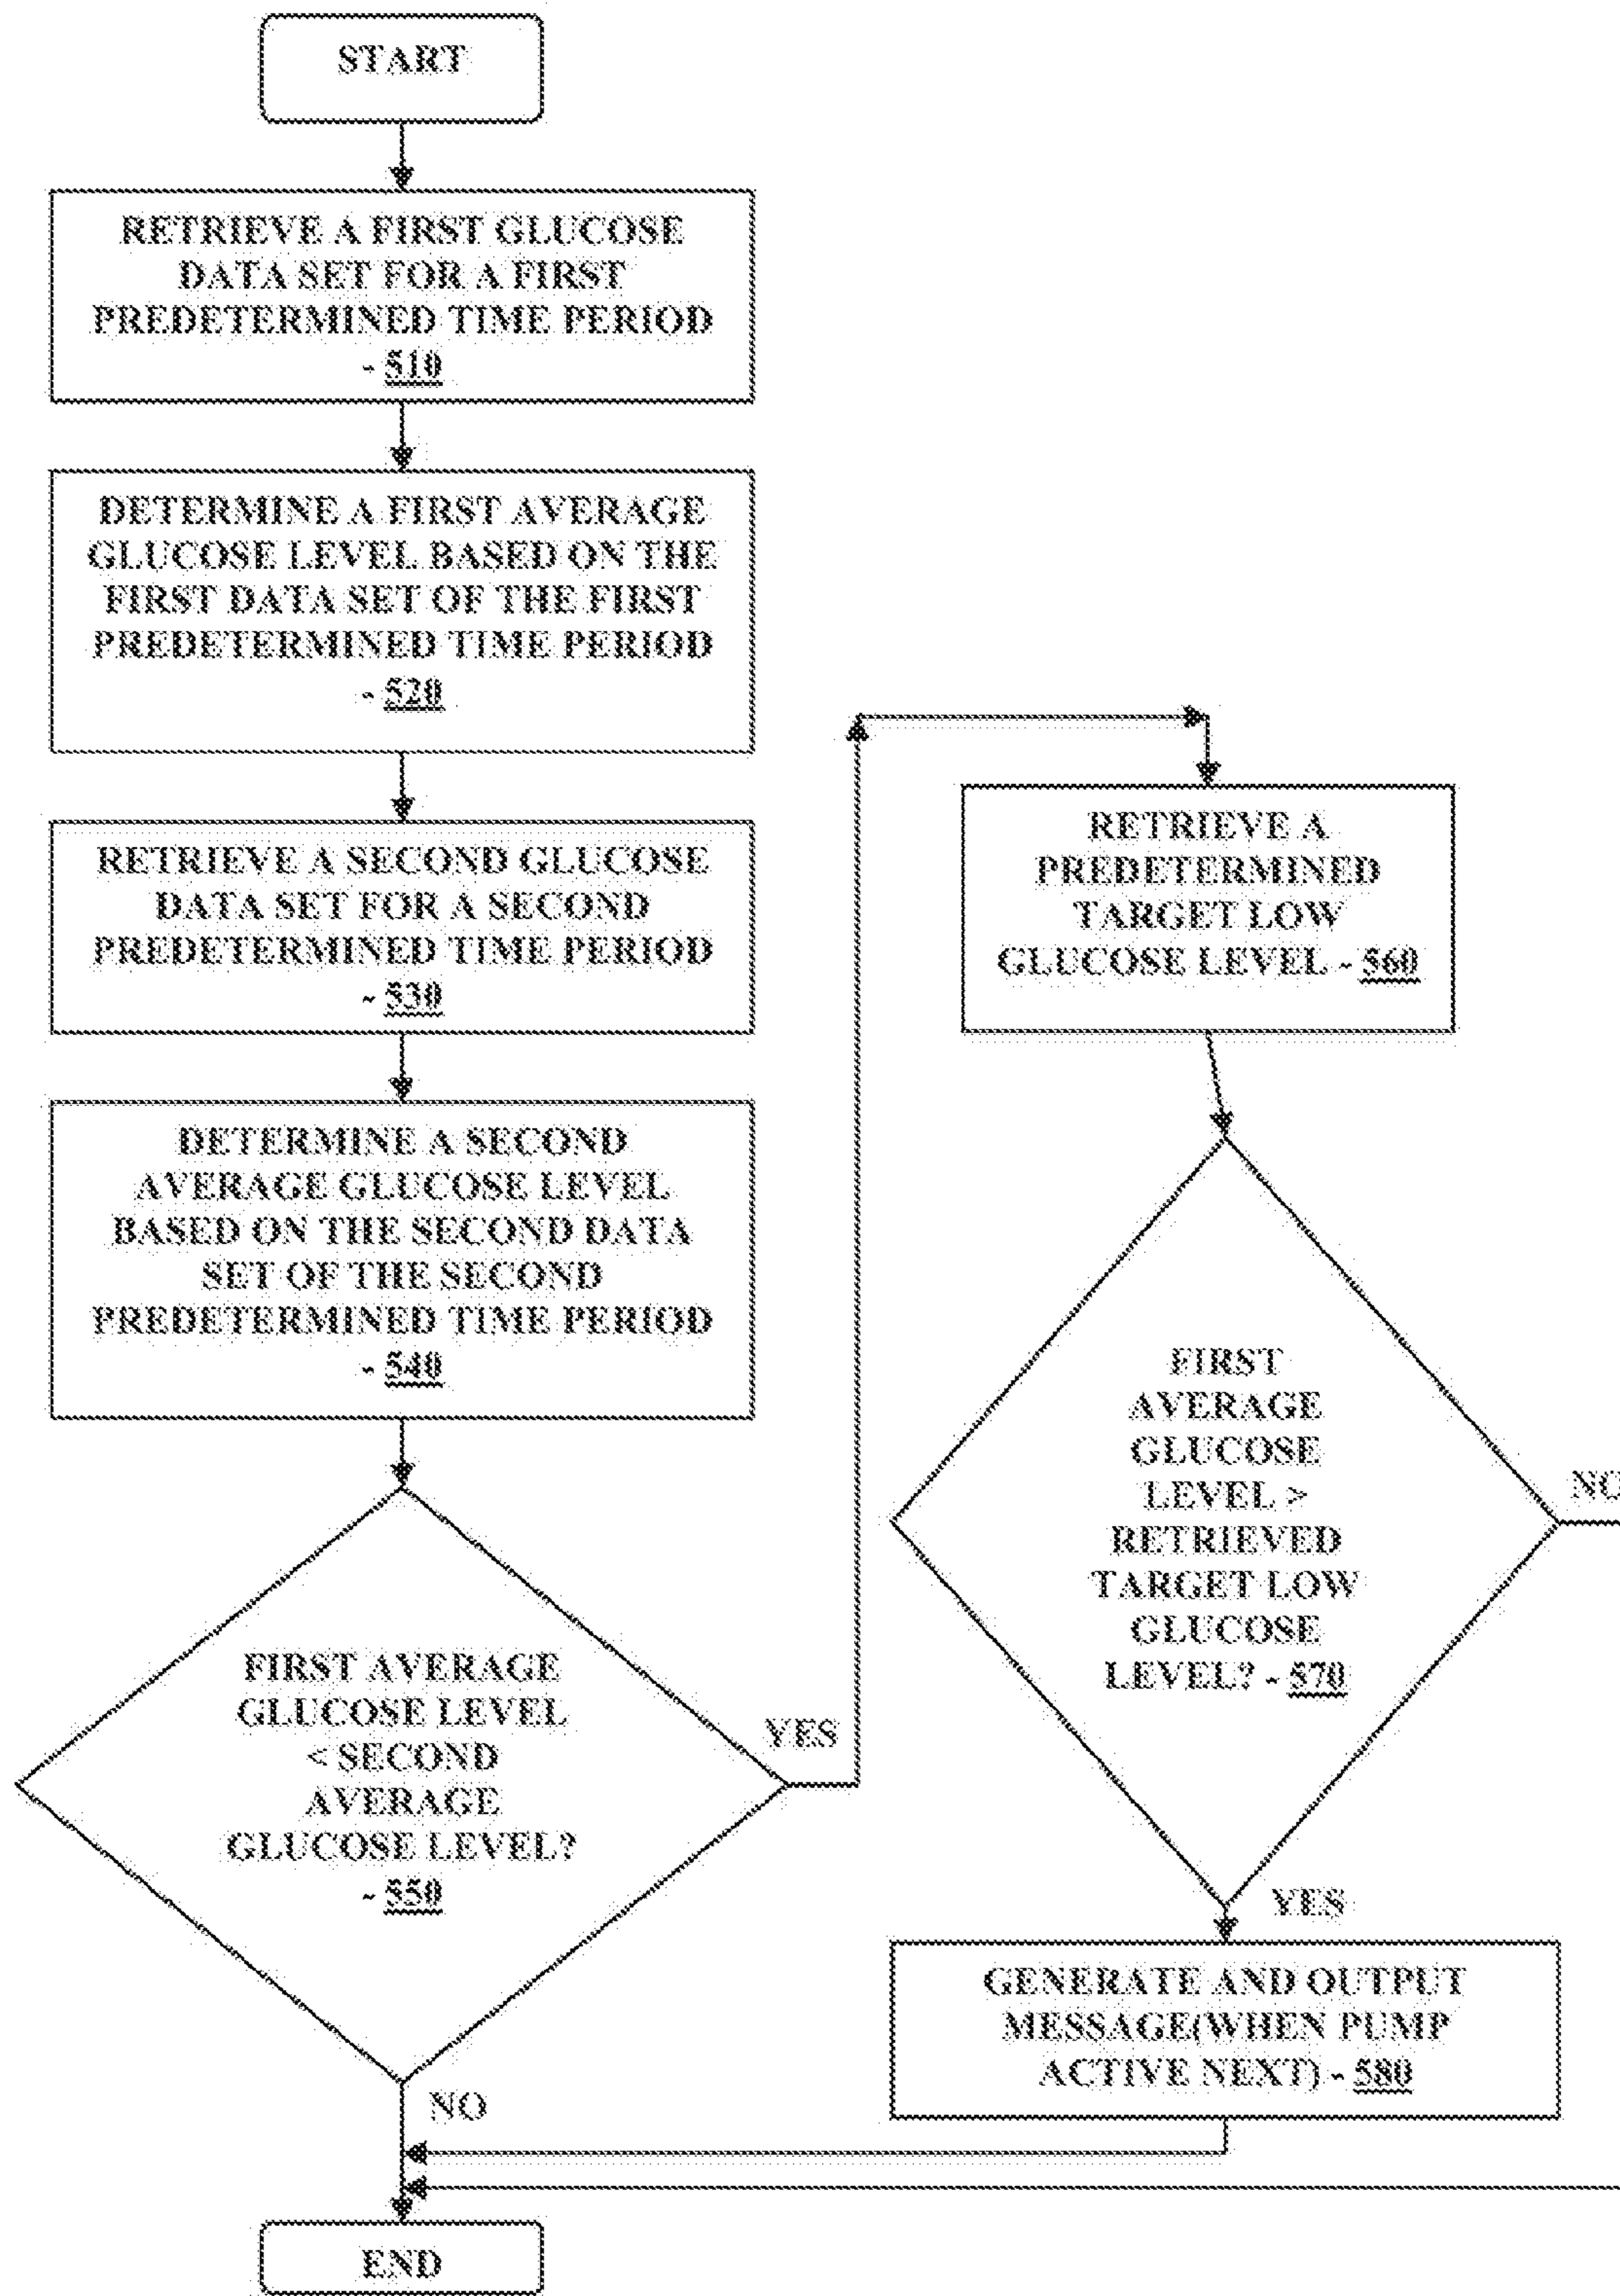 START
RETRIEVE A FIRST GLUCOSE
DATA SET FOR A FIRST
PREDETERMINED TIME PERIOD
- 510
DETERMINE A FIRST AVERAGE
GLUCOSE LEVEL BASED ON THE
FIRST DATA SET OF THE FIRST
PREDETERMINED TIME PERIOD
- 520
RETRIEVE A SECOND GLUCOSE
DATA SET FOR A SECOND
PREDETERMINED TIME PERIOD
- 530
DETERMINE A SECOND
AVERAGE GLUCOSE LEVEL
BASED ON THE SECOND DATA
SET OF THE SECOND
PREDETERMINED TIME PERIOD
- 540
FIRST AVERAGE
GLUCOSE LEVEL
< SECOND
AVERAGE
GLUCOSE LEVEL?
- 550
YES
NO
RETRIEVE A
PREDETERMINED
TARGET LOW
GLUCOSE LEVEL - 560
FIRST
AVERAGE
GLUCOSE
LEVEL >
RETRIEVED
TARGET LOW
GLUCOSE
LEVEL? - 570
NO
YES
GENERATE AND OUTPUT
MESSAGE(WHEN PUMP
ACTIVE NEXT) - 580
END